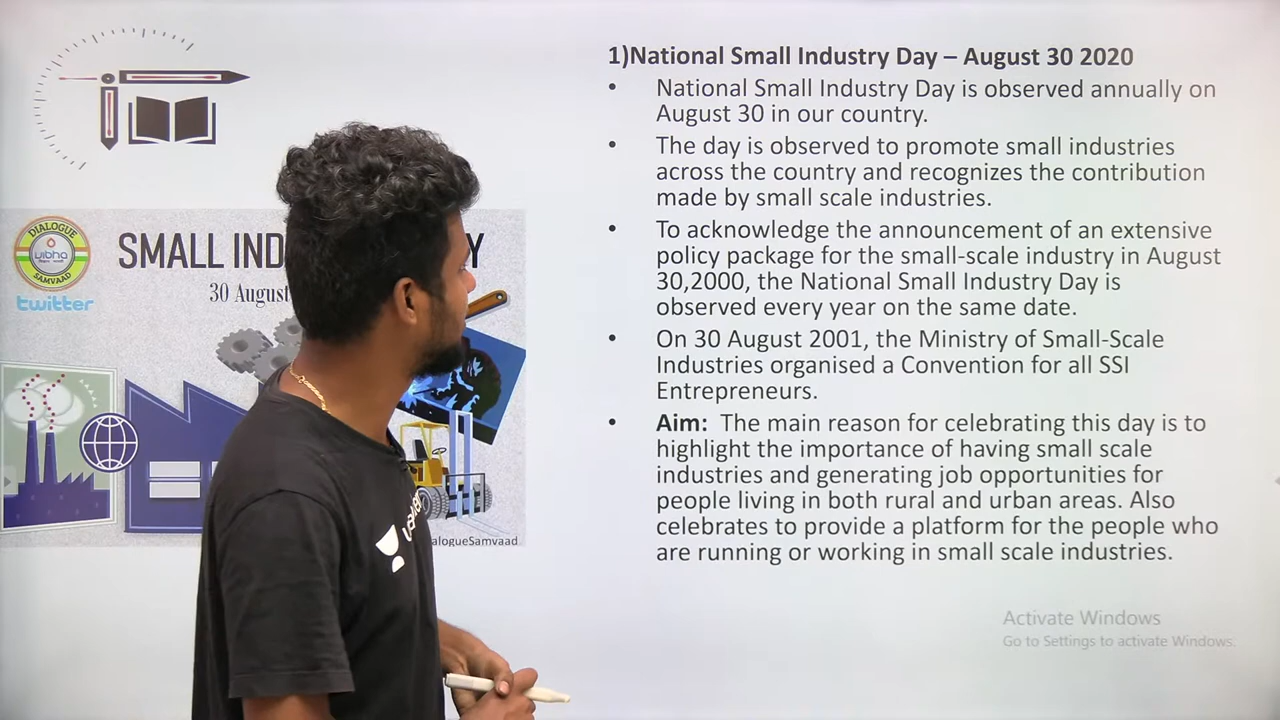 1)National Small Industry Day – August 30 2020
• National Small Industry Day is observed annually on
August 30 in our country.
• The day is observed to promote small industries
across the country and recognizes the contribution
made by small scale industries.
• To acknowledge the announcement of an extensive
policy package for the small-scale industry in August
30,2000, the National Small Industry Day is
observed every year on the same date.
• On 30 August 2001, the Ministry of Small-Scale
Industries organised a Convention for all SSI
Entrepreneurs.
• Aim: The main reason for celebrating this day is to
highlight the importance of having small scale
industries and generating job opportunities for
people living in both rural and urban areas. Also
celebrates to provide a platform for the people who
are running or working in small scale industries.
DIALOGUE
vibha
SAMVAAD
twitter
SMALL IND
Y
30 August
alogueSamvaad
Activate Windows
Go to Settings to activate Windows.